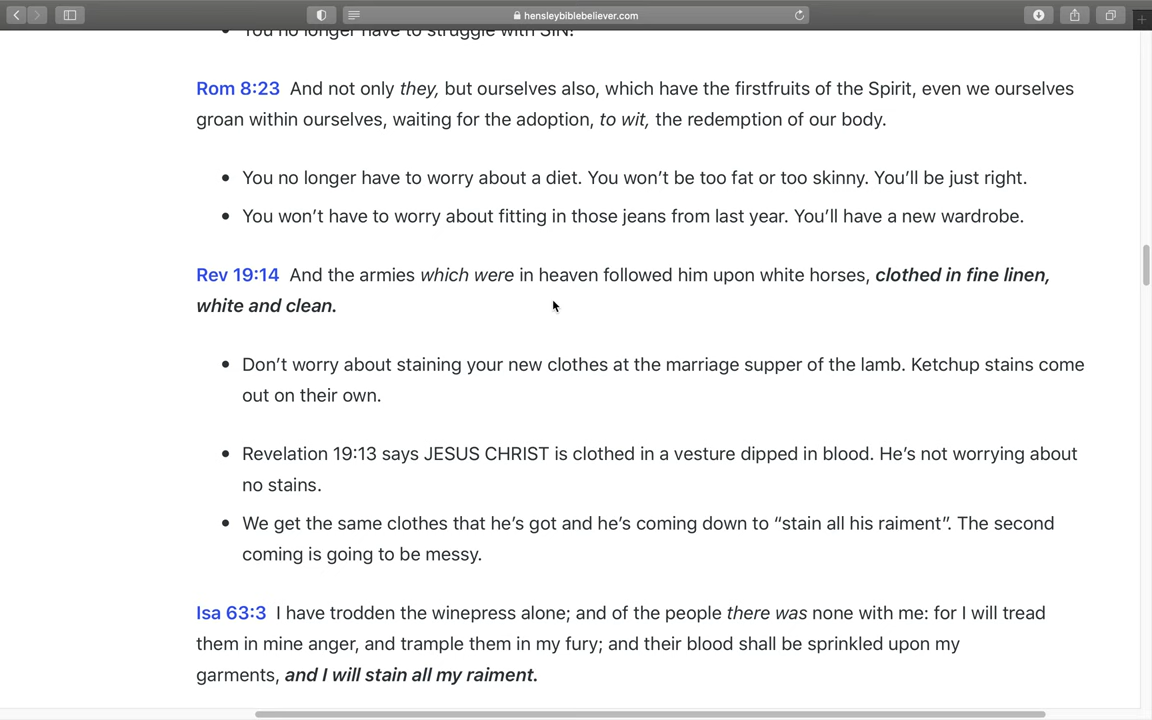 hensleybiblebeliever.com
You no longer have to struggle with SIN!
Rom 8:23 And not only they, but ourselves also, which have the firstfruits of the Spirit, even we ourselves
groan within ourselves, waiting for the adoption, to wit, the redemption of our body.
• You no longer have to worry about a diet. You won’t be too fat or too skinny. You’ll be just right.
• You won’t have to worry about fitting in those jeans from last year. You’ll have a new wardrobe.
Rev 19:14 And the armies which were in heaven followed him upon white horses, clothed in fine linen,
white and clean.
• Don’t worry about staining your new clothes at the marriage supper of the lamb. Ketchup stains come
out on their own.
• Revelation 19:13 says JESUS CHRIST is clothed in a vesture dipped in blood. He’s not worrying about
no stains.
• We get the same clothes that he’s got and he’s coming down to “stain all his raiment”. The second
coming is going to be messy.
Isa 63:3 I have trodden the winepress alone; and of the people there was none with me: for I will tread
them in mine anger, and trample them in my fury; and their blood shall be sprinkled upon my
garments, and I will stain all my raiment.